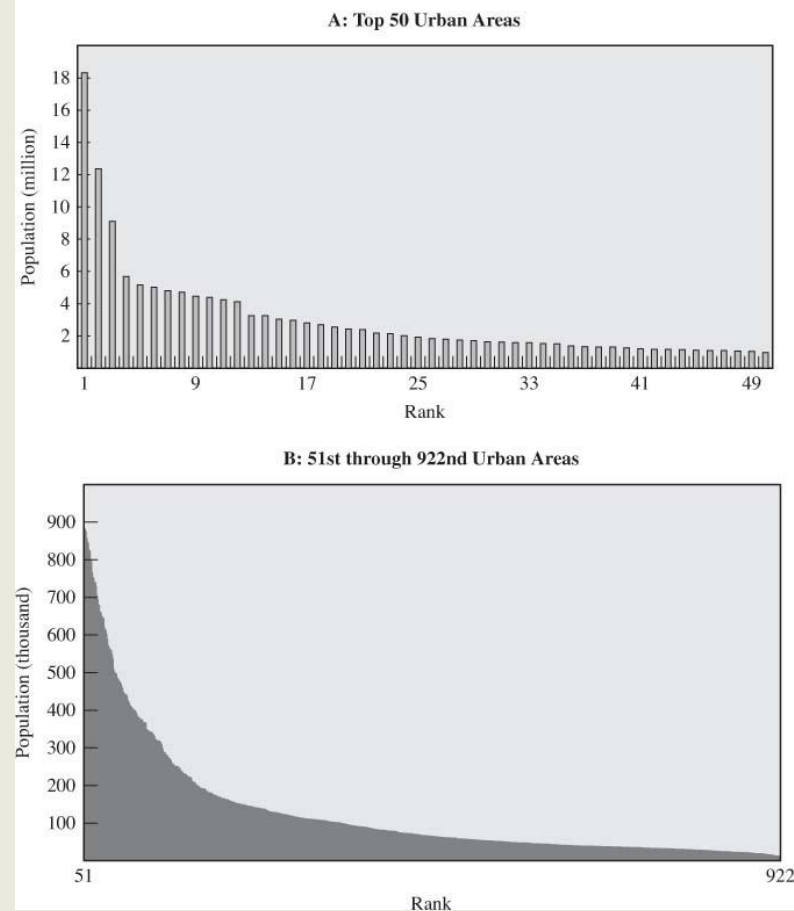 A: Top 50 Urban Areas
Population (million)
18
16
14
12
10
8
6
4
2
1 9 17 25 33 41 49
Rank
B: 51st through 922nd Urban Areas
Population (thousand)
900
800
700
600
500
400
300
200
100
51 922
Rank